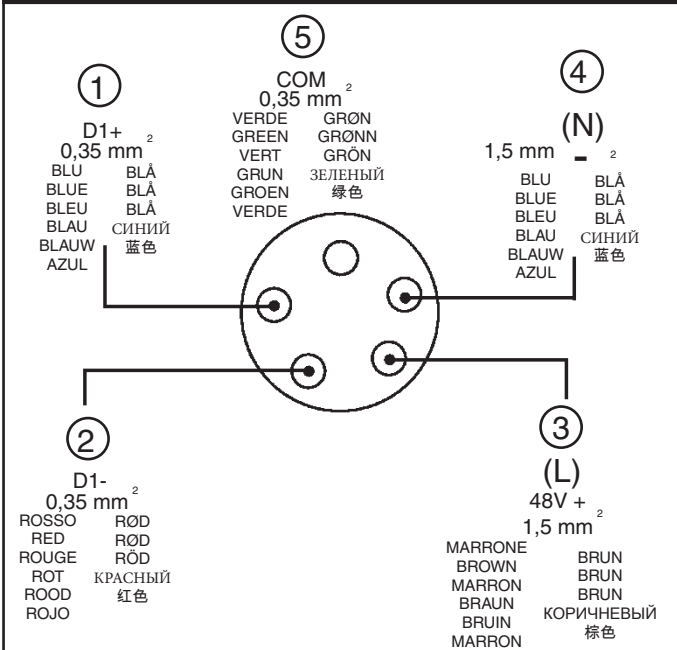 5
COM
0,35 mm 2
VERDE GRØN
GREEN GRØNN
VERT GRÖN
GRUN ЗЕЛЕНЫЙ
GROEN 绿色
VERDE
1
D1+
0,35 mm 2
BLU BLÅ
BLUE BLÅ
BLEU BLÅ
BLAU СИНИЙ
BLAUW 蓝色
AZUL
4
(N)
1,5 mm - 2
BLU BLÅ
BLUE BLÅ
BLEU BLÅ
BLAU СИНИЙ
BLAUW 蓝色
AZUL
2
D1-
0,35 mm 2
ROSSO RØD
RED RØD
ROUGE RÖD
ROT КРАСНЫЙ
ROOD 红色
ROJO
3
(L)
48V +
1,5 mm 2
MARRONE BRUN
BROWN BRUN
MARRON BRUN
BRAUN КОРИЧНЕВЫЙ
BRUIN 棕色
MARRON